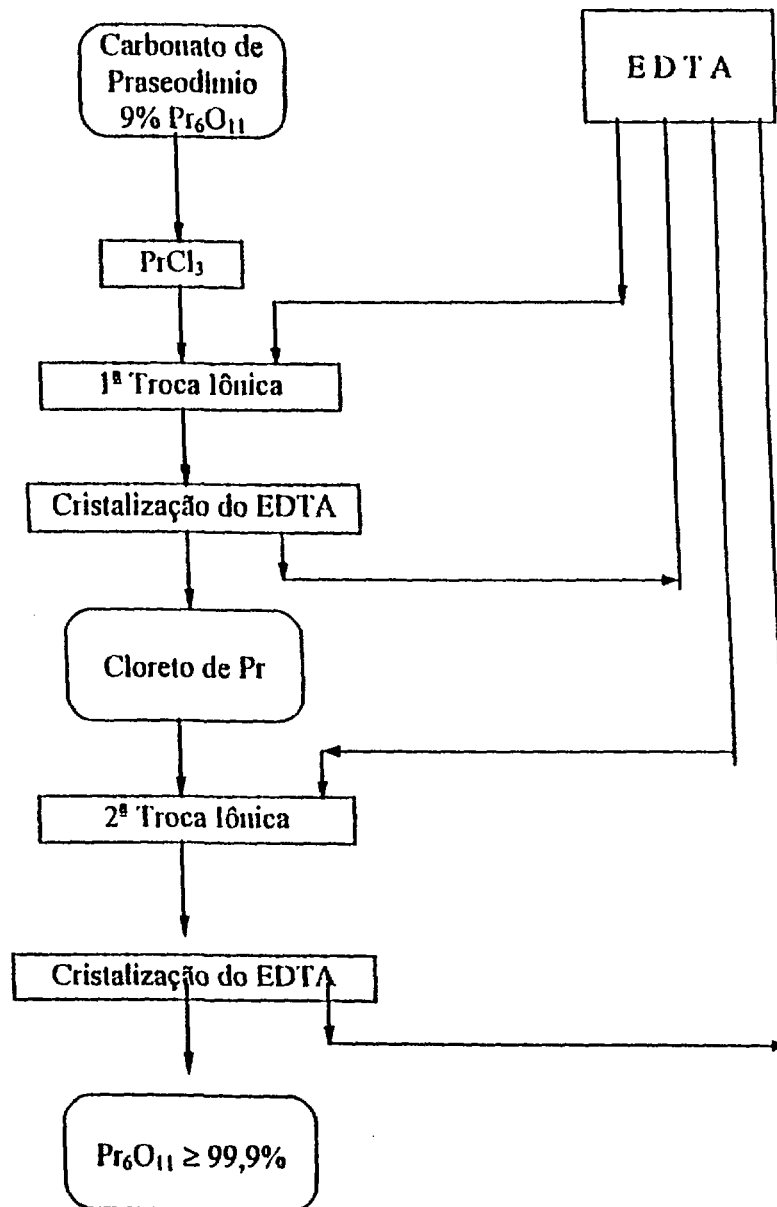 Carbonato de
Praseodímio
9% Pr₆O₁₁
E D T A
PrCl₃
1ª Troca Iônica
Cristalização do EDTA
Cloreto de Pr
2ª Troca Iônica
Cristalização do EDTA
Pr₆O₁₁ ≥ 99,9%